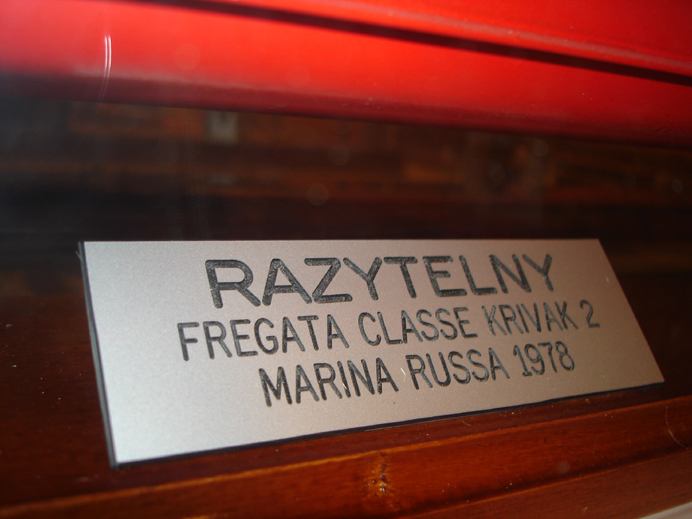 RAZYTELNY
FREGATA CLASSE KRIVAK 2
MARINA RUSSA 1978